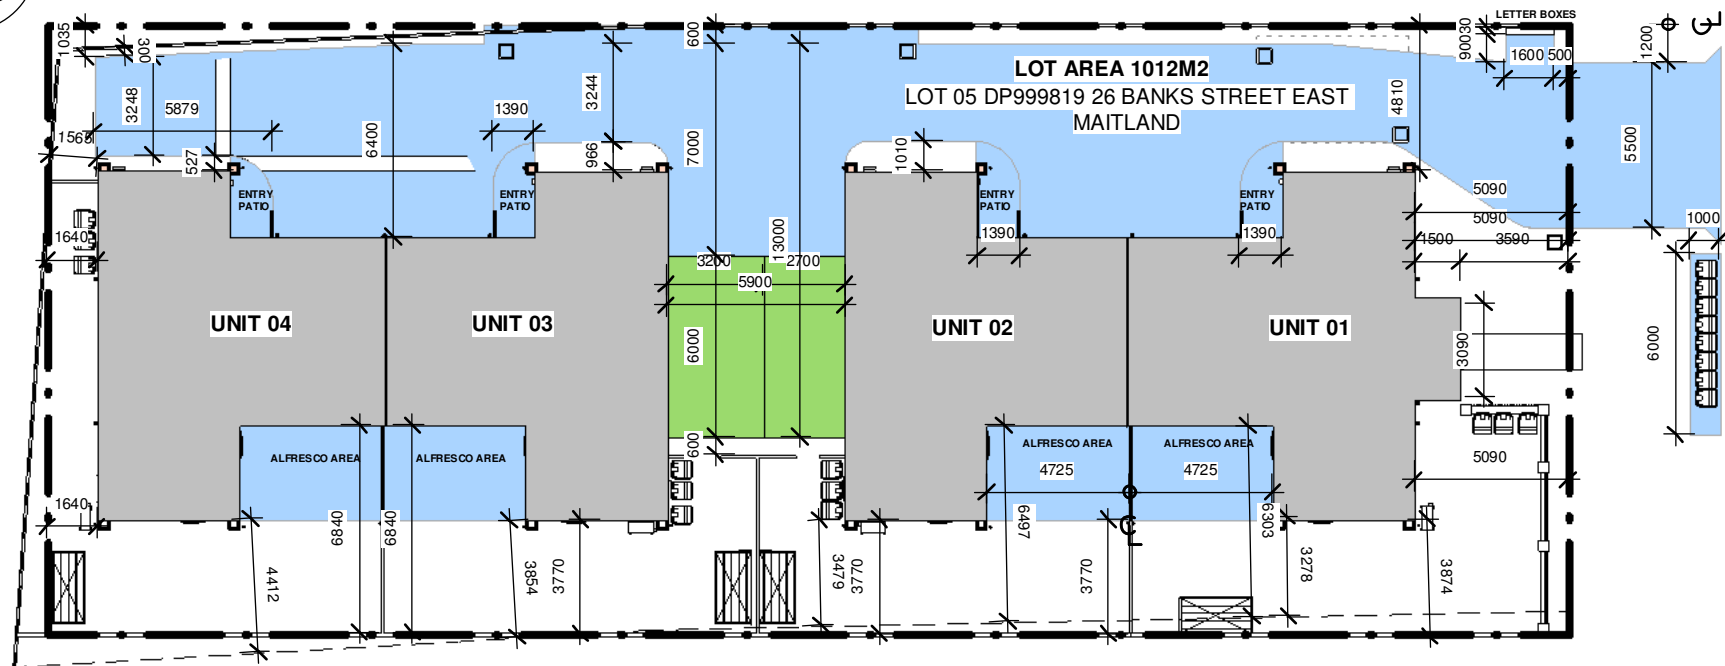 LETTER BOXES
1035
300
600
90030
1200
LOT AREA 1012M2
1600 500
3248
5879
3244
1390
4810
LOT 05 DP999819 26 BANKS STREET EAST
MAITLAND
1565
527
6400
966
7000
1010
5500
ENTRY
PATIO
ENTRY
PATIO
ENTRY
PATIO
ENTRY
PATIO
5090
5090
1000
1640
13000
1390
1390
1500
3590
3200
2700
5900
UNIT 04
UNIT 03
UNIT 02
UNIT 01
6000
3090
6000
ALFRESCO AREA
ALFRESCO AREA
ALFRESCO AREA
ALFRESCO AREA
600
4725
4725
5090
1640
6840
6840
6497
6303
4412
3854
3770
3479
3770
3770
3278
3874